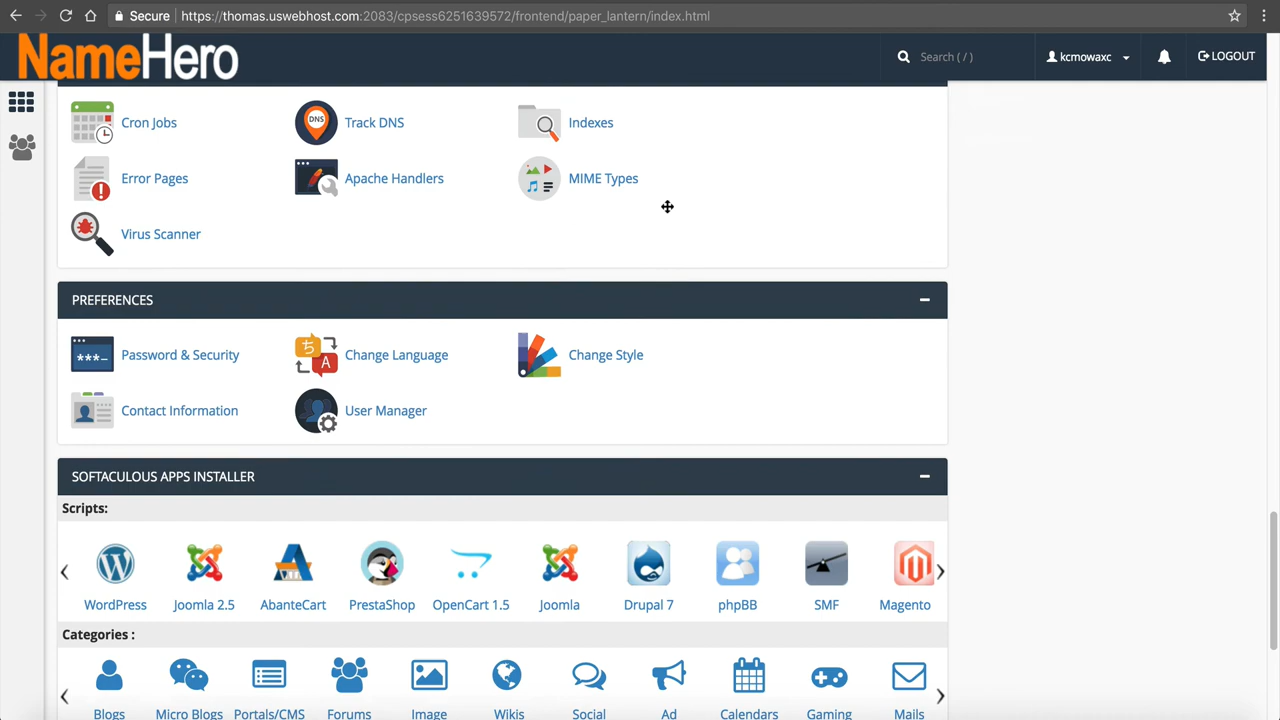 Secure https://thomas.uswebhost.com:2083/cpsess6251639572/frontend/paper_lantern/index.html
NameHero
Search ( / )
kcmowaxc
LOGOUT
Cron Jobs
Track DNS
DNS
Indexes
Error Pages
Apache Handlers
MIME Types
Virus Scanner
PREFERENCES
Password & Security
***–
Change Language
ち
A
Change Style
Contact Information
User Manager
SOFTACULOUS APPS INSTALLER
Scripts:
WordPress
Joomla 2.5
AbanteCart
PrestaShop
OpenCart 1.5
Joomla
Drupal 7
phpBB
SMF
Magento
Categories :
Blogs
Micro Blogs
Portals/CMS
Forums
Image
Wikis
Social
Ad
Calendars
Gaming
Mails